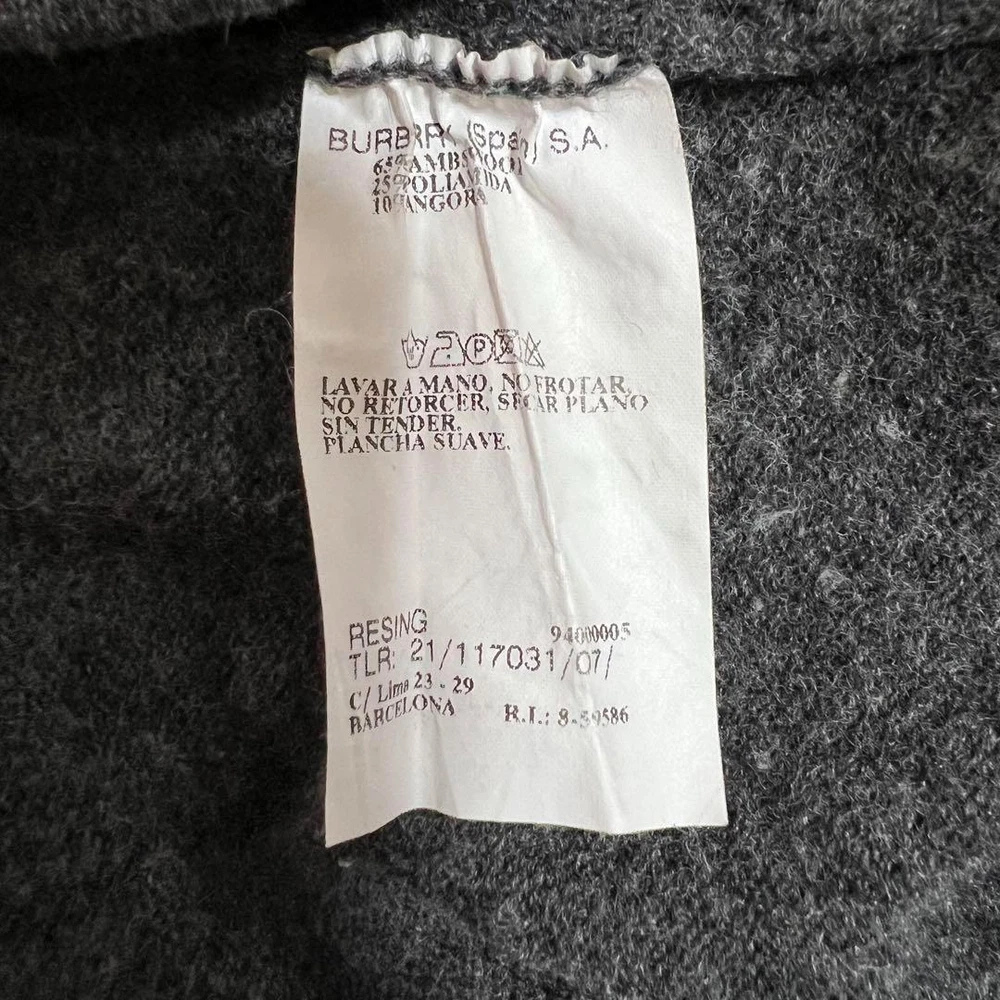 BURBRRY (Spain) S.A.
65% LAMBSWOOL
25% POLIAMIDA
10% ANGORA
LAVAR A MANO, NO FROTAR,
NO RETORCER, SECAR PLANO
SIN TENDER.
PLANCHA SUAVE.
RESING 94000005
TLR: 21/117031/07/
C/ Lima 23 - 29
BARCELONA R.I.: 8-59586